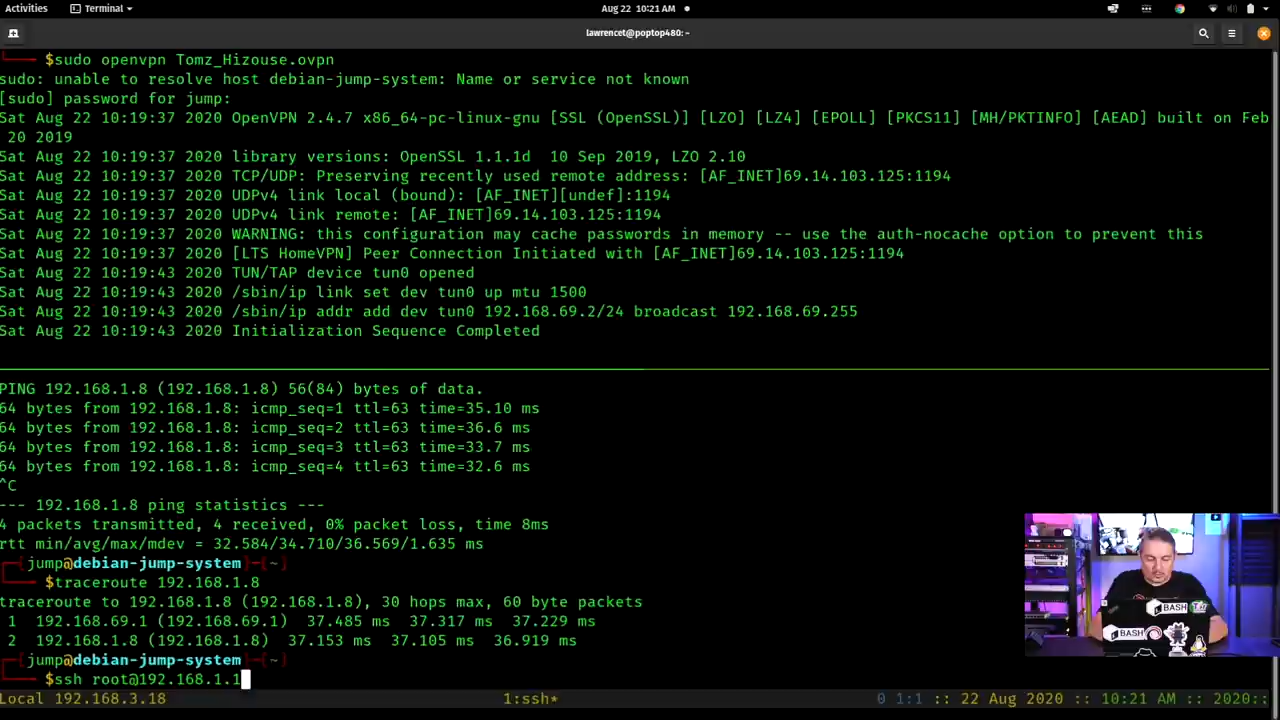 Activities
Terminal
Aug 22 10:21 AM
lawrencet@poptop480: ~
$sudo openvpn Tomz_Hizouse.ovpn
sudo: unable to resolve host debian-jump-system: Name or service not known
[sudo] password for jump:
Sat Aug 22 10:19:37 2020 OpenVPN 2.4.7 x86_64-pc-linux-gnu [SSL (OpenSSL)] [LZO] [LZ4] [EPOLL] [PKCS11] [MH/PKTINFO] [AEAD] built on Feb
20 2019
Sat Aug 22 10:19:37 2020 library versions: OpenSSL 1.1.1d  10 Sep 2019, LZO 2.10
Sat Aug 22 10:19:37 2020 TCP/UDP: Preserving recently used remote address: [AF_INET]69.14.103.125:1194
Sat Aug 22 10:19:37 2020 UDPv4 link local (bound): [AF_INET][undef]:1194
Sat Aug 22 10:19:37 2020 UDPv4 link remote: [AF_INET]69.14.103.125:1194
Sat Aug 22 10:19:37 2020 WARNING: this configuration may cache passwords in memory -- use the auth-nocache option to prevent this
Sat Aug 22 10:19:37 2020 [LTS HomeVPN] Peer Connection Initiated with [AF_INET]69.14.103.125:1194
Sat Aug 22 10:19:43 2020 TUN/TAP device tun0 opened
Sat Aug 22 10:19:43 2020 /sbin/ip link set dev tun0 up mtu 1500
Sat Aug 22 10:19:43 2020 /sbin/ip addr add dev tun0 192.168.69.2/24 broadcast 192.168.69.255
Sat Aug 22 10:19:43 2020 Initialization Sequence Completed
PING 192.168.1.8 (192.168.1.8) 56(84) bytes of data.
64 bytes from 192.168.1.8: icmp_seq=1 ttl=63 time=35.10 ms
64 bytes from 192.168.1.8: icmp_seq=2 ttl=63 time=36.6 ms
64 bytes from 192.168.1.8: icmp_seq=3 ttl=63 time=33.7 ms
64 bytes from 192.168.1.8: icmp_seq=4 ttl=63 time=32.6 ms
^C
--- 192.168.1.8 ping statistics ---
4 packets transmitted, 4 received, 0% packet loss, time 8ms
rtt min/avg/max/mdev = 32.584/34.710/36.569/1.635 ms
[jump@debian-jump-system]-[~]
$traceroute 192.168.1.8
traceroute to 192.168.1.8 (192.168.1.8), 30 hops max, 60 byte packets
1  192.168.69.1 (192.168.69.1)  37.485 ms  37.317 ms  37.229 ms
2  192.168.1.8 (192.168.1.8)  37.153 ms  37.105 ms  36.919 ms
[jump@debian-jump-system]-[~]
$ssh root@192.168.1.1
Local 192.168.3.18
1:ssh*
0 1:1 :: 22 Aug 2020 :: 10:21 AM :: 2020::
BASH
BASH